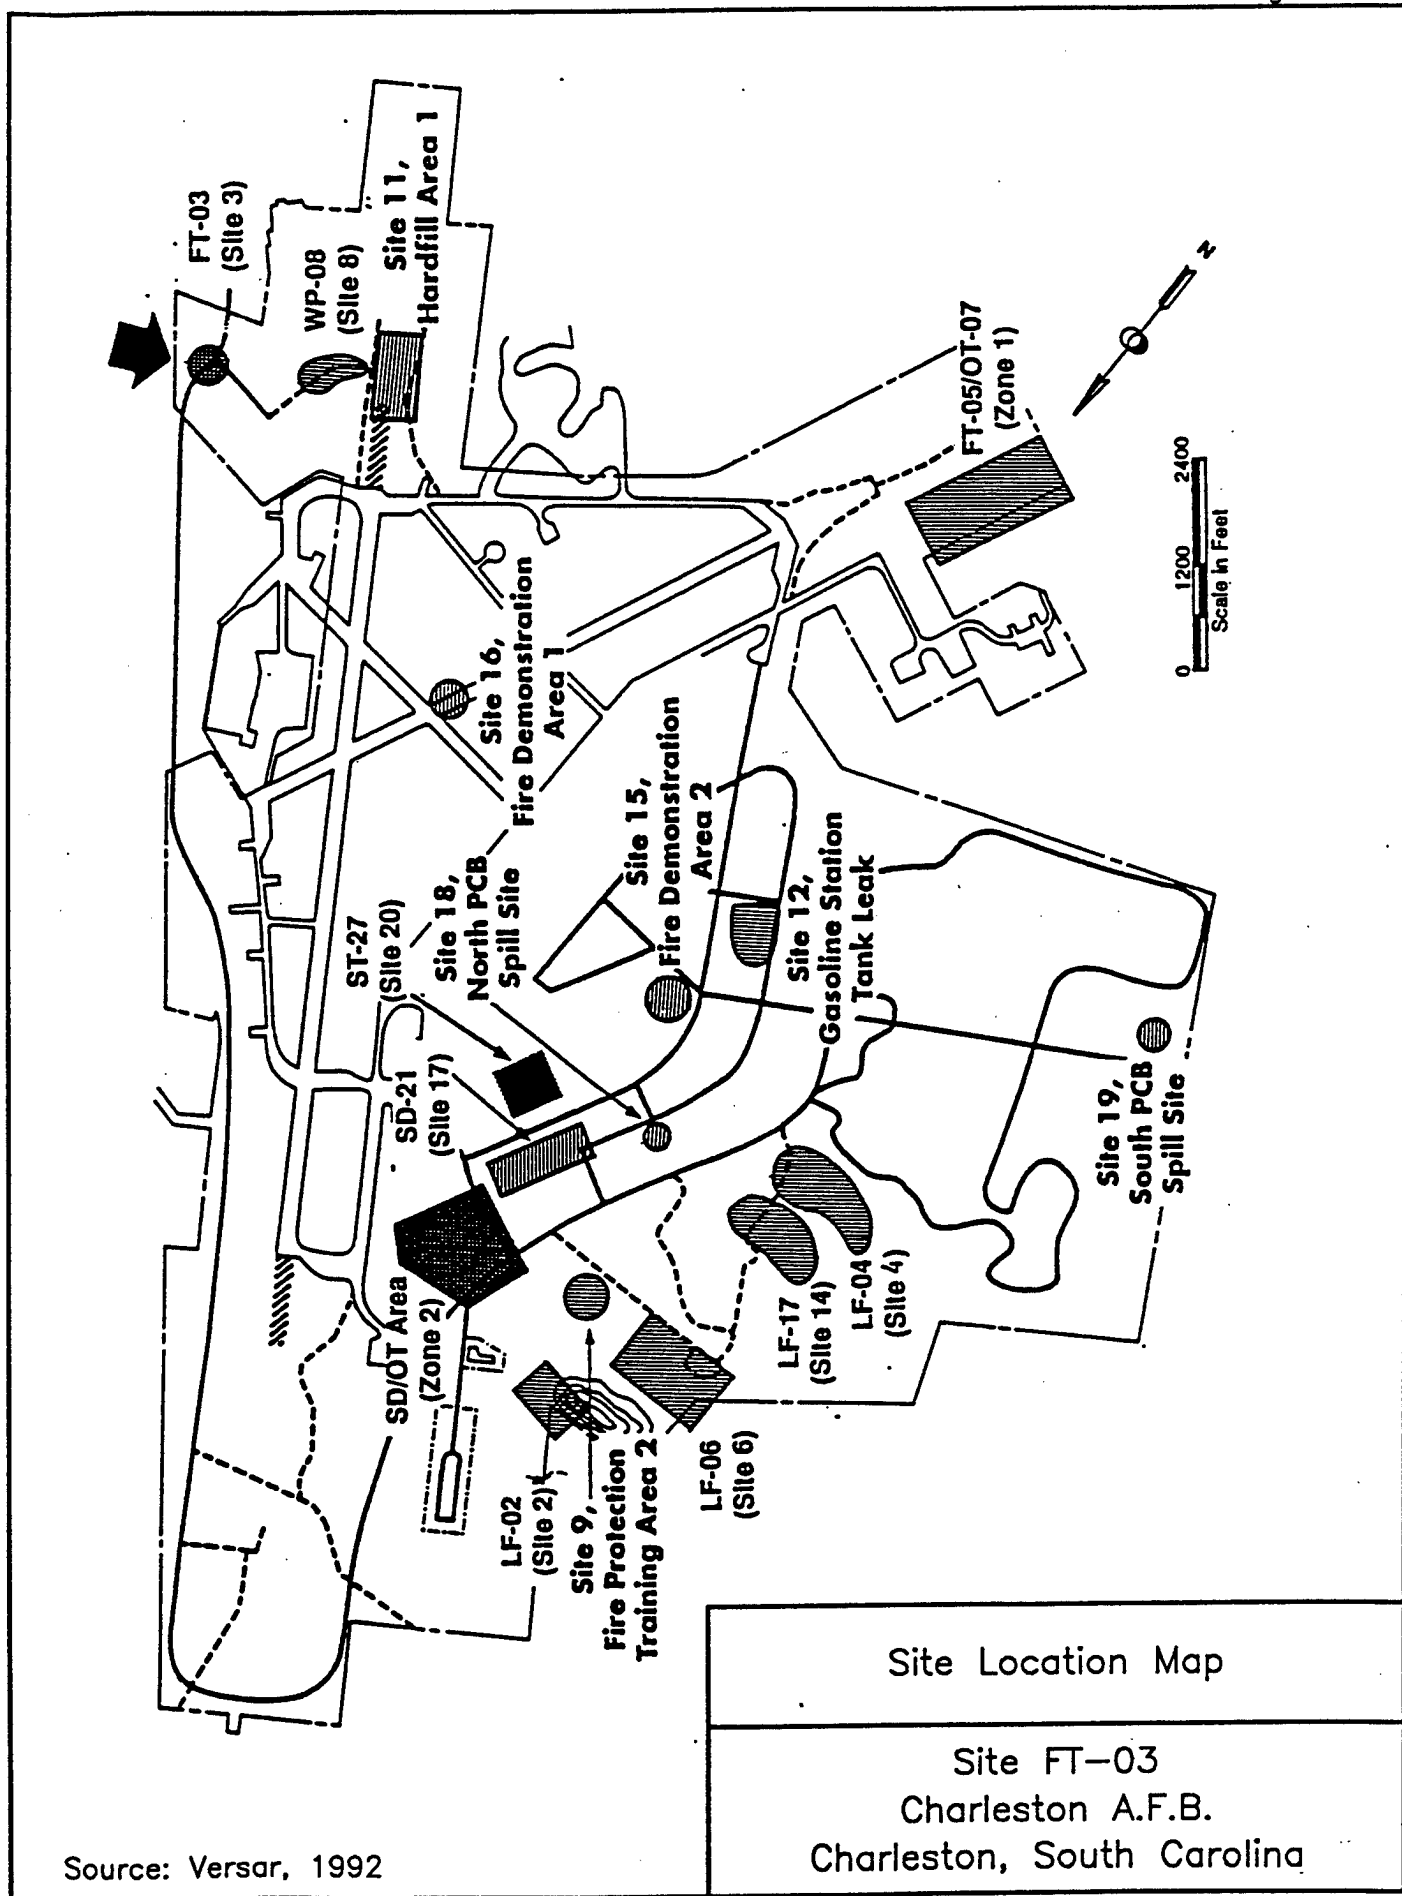 FT-03
(Site 3)
WP-08
(Site 8)
Site 11,
Hardfill Area 1
FT-05/OT-07
(Zone 1)
N
0 1200 2400
Scale in Feet
Site 16,
Fire Demonstration
Area 1
Site 15,
Fire Demonstration
Area 2
Site 12,
Gasoline Station
Tank Leak
ST-27
(Site 20)
Site 18,
North PCB
Spill Site
SD-21
(Site 17)
Site 19,
South PCB
Spill Site
SD/OT Area
(Zone 2)
LF-17
(Site 14)
LF-04
(Site 4)
LF-06
(Site 6)
LF-02
(Site 2)
Site 9,
Fire Protection
Training Area 2
Site Location Map
Site FT-03
Charleston A.F.B.
Charleston, South Carolina
Source: Versar, 1992